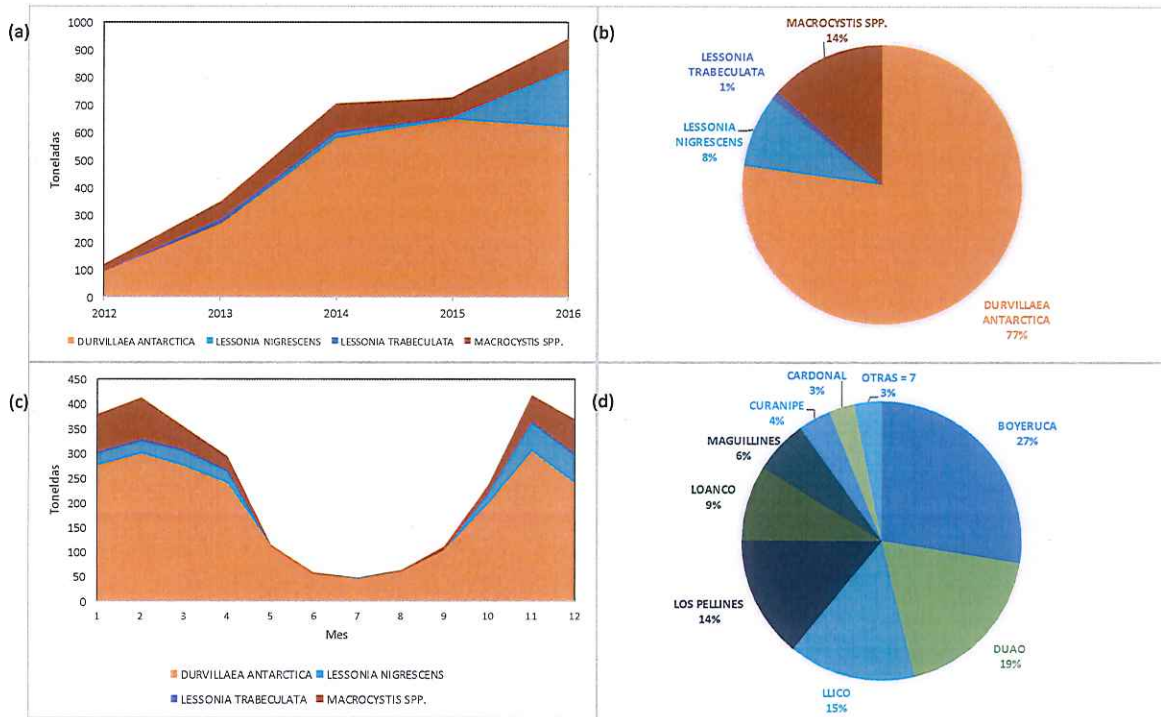 (a)
Toneladas
1000
900
800
700
600
500
400
300
200
100
0
2012 2013 2014 2015 2016
DURVILLAEA ANTARCTICA LESSONIA NIGRESCENS LESSONIA TRABECULATA MACROCYSTIS SPP.
(b)
MACROCYSTIS SPP.
14%
LESSONIA
TRABECULATA
1%
LESSONIA
NIGRESCENS
8%
DURVILLAEA
ANTARCTICA
77%
(c)
Toneldas
450
400
350
300
250
200
150
100
50
0
1 2 3 4 5 6 7 8 9 10 11 12
Mes
DURVILLAEA ANTARCTICA LESSONIA NIGRESCENS
LESSONIA TRABECULATA MACROCYSTIS SPP.
(d)
CARDONAL
3%
OTRAS = 7
3%
CURANIPE
4%
BOYERUCA
27%
MAGUILLINES
6%
LOANCO
9%
LOS PELLINES
14%
DUAO
19%
LLICO
15%